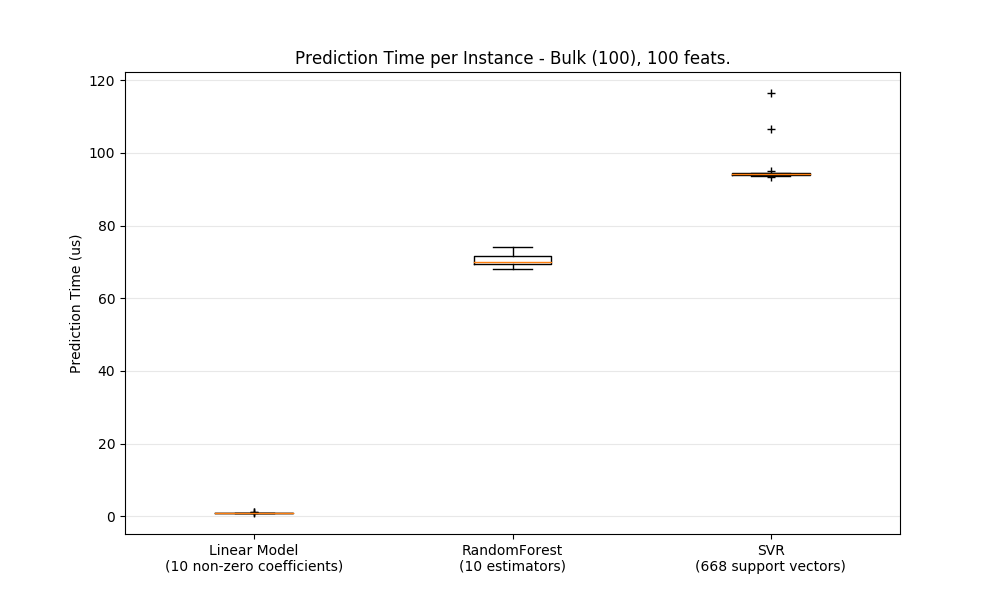 Prediction Time per Instance - Bulk (100), 100 feats.
120
100
80
60
40
20
0
Prediction Time (us)
Linear Model
(10 non-zero coefficients)
RandomForest
(10 estimators)
SVR
(668 support vectors)